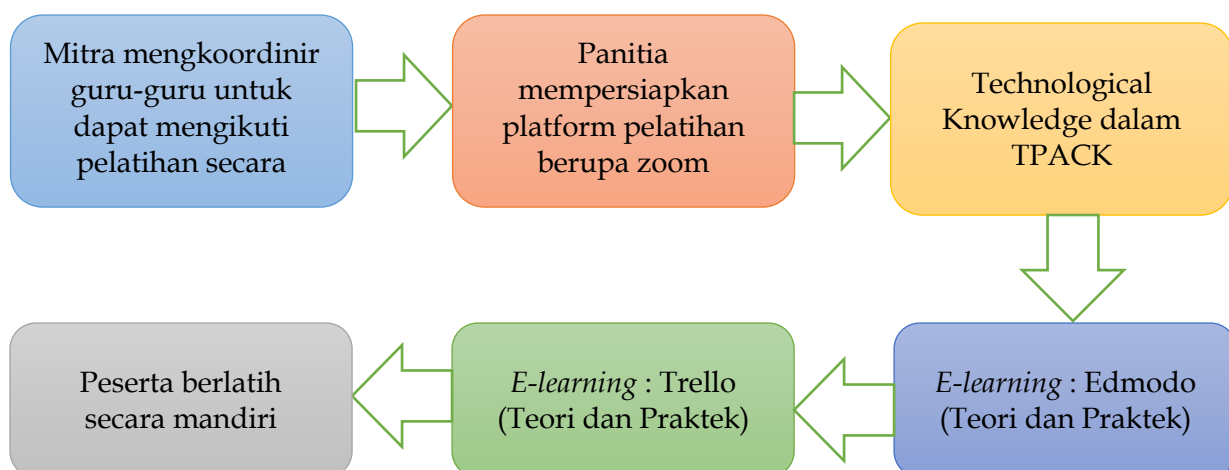 Mitra mengkoordinir
guru-guru untuk
dapat mengikuti
pelatihan secara
Panitia
mempersiapkan
platform pelatihan
berupa zoom
Technological
Knowledge dalam
TPACK
E-learning : Edmodo
(Teori dan Praktek)
E-learning : Trello
(Teori dan Praktek)
Peserta berlatih
secara mandiri